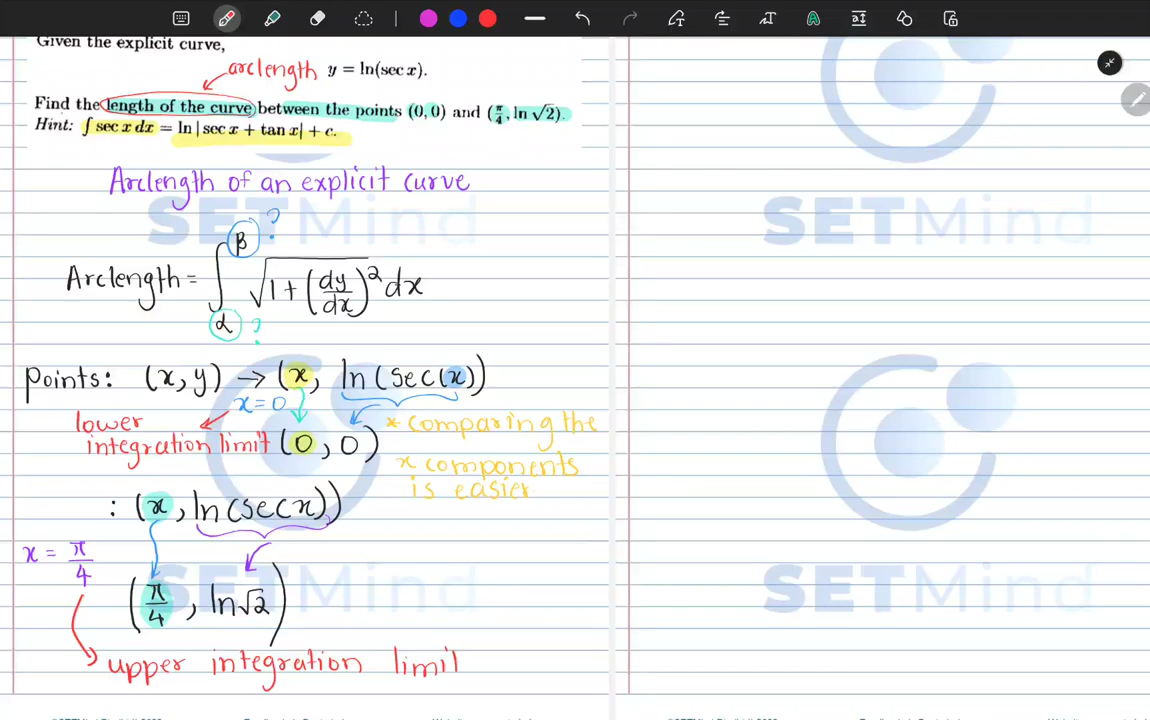 Given the explicit curve,
arclength y = ln(sec x).
Find the length of the curve between the points (0, 0) and (π/4, ln √2).
Hint: ∫ sec x dx = ln | sec x + tan x| + c.
Arclength of an explicit curve
SETMind
β ?
Arclength = ∫ √(1 + (dy/dx)²) dx
α ?
points: (x, y) → (x, ln(sec(x)))
x = 0
lower
integration limit (0, 0)
* comparing the
x components
is easier
: (x, ln(sec(x))
x = π/4
(π/4, ln√2)
SETMind
upper integration limit
SETMind
SETMind